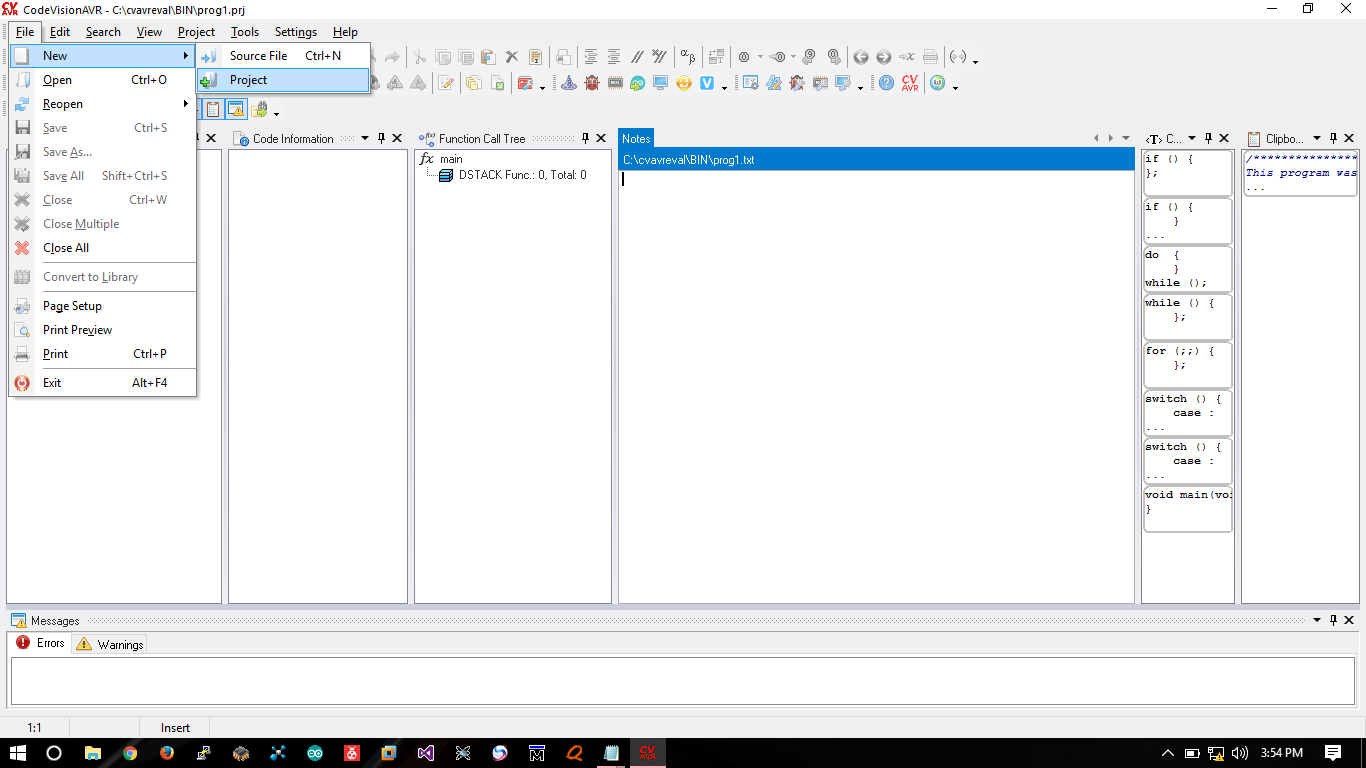 CodeVisionAVR - C:\cvavreval\BIN\prog1.prj
File Edit Search View Project Tools Settings Help
New
Source File Ctrl+N
Project
Open Ctrl+O
Reopen
Save Ctrl+S
Save As...
Save All Shift+Ctrl+S
Close Ctrl+W
Close Multiple
Close All
Convert to Library
Page Setup
Print Preview
Print Ctrl+P
Exit Alt+F4
Code Information
Function Call Tree
fx main
DSTACK Func.: 0, Total: 0
Notes
C:\cvavreval\BIN\prog1.txt
<T> C...
if () {
};
if () {
}
...
do {
}
while ();
while () {
};
for (;;) {
};
switch () {
case :
...
switch () {
case :
...
void main(voi
}
Clipbo...
/***************
This program was
...
Messages
Errors Warnings
1:1 Insert
3:54 PM